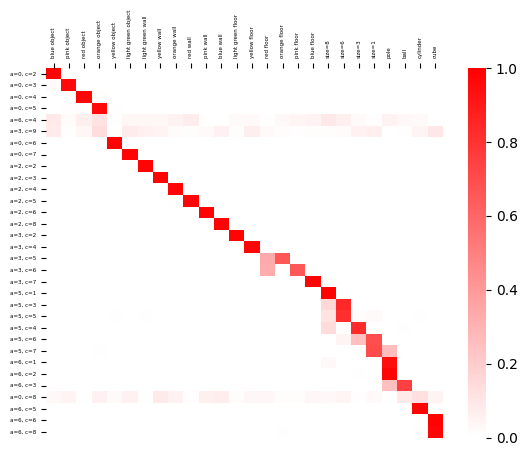 blue object
pink object
red object
orange object
yellow object
light green object
light green wall
yellow wall
orange wall
red wall
pink wall
blue wall
light green floor
yellow floor
red floor
orange floor
pink floor
blue floor
size=8
size=6
size=3
size=1
pole
ball
cylinder
cube
a=0, c=2
a=0, c=3
a=0, c=4
a=0, c=5
a=6, c=4
a=3, c=9
a=0, c=6
a=0, c=7
a=2, c=2
a=2, c=3
a=2, c=4
a=2, c=5
a=2, c=6
a=2, c=8
a=3, c=2
a=3, c=4
a=3, c=5
a=3, c=6
a=3, c=7
a=5, c=1
a=5, c=3
a=5, c=5
a=5, c=4
a=5, c=6
a=5, c=7
a=6, c=1
a=6, c=2
a=6, c=3
a=0, c=8
a=6, c=5
a=6, c=6
a=6, c=8
1.0
0.8
0.6
0.4
0.2
0.0